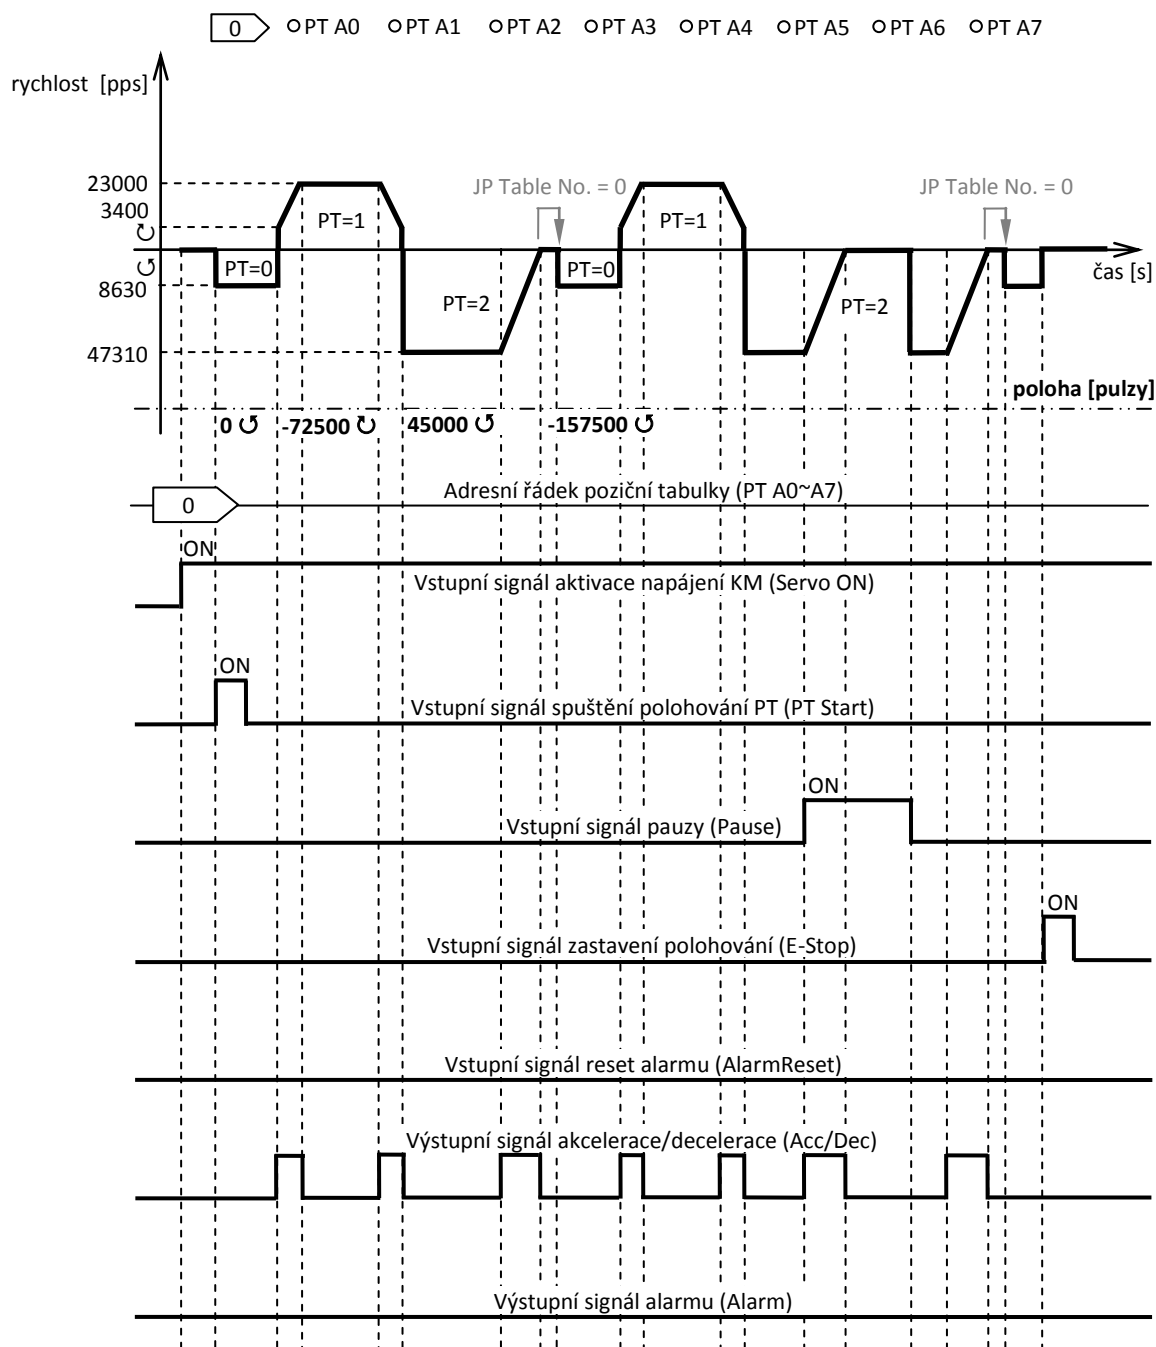 0 PT A0 PT A1 PT A2 PT A3 PT A4 PT A5 PT A6 PT A7
rychlost [pps]
23000
JP Table No. = 0 JP Table No. = 0
3400
PT=1 PT=1
PT=0 PT=0
čas [s]
8630
PT=2 PT=2
47310
poloha [pulzy]
0 -72500 45000 -157500
Adresní řádek poziční tabulky (PT A0~A7)
0
ON
Vstupní signál aktivace napájení KM (Servo ON)
ON
Vstupní signál spuštění polohování PT (PT Start)
ON
Vstupní signál pauzy (Pause)
ON
Vstupní signál zastavení polohování (E-Stop)
Vstupní signál reset alarmu (AlarmReset)
Výstupní signál akcelerace/decelerace (Acc/Dec)
Výstupní signál alarmu (Alarm)